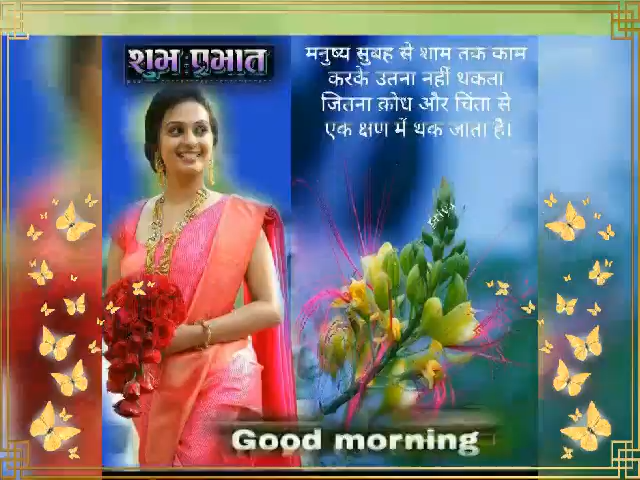 शुभ प्रभात
मनुष्य सुबह से शाम तक काम
करके उतना नहीं थकता
जितना क्रोध और चिंता से
एक क्षण में थक जाता है।
Good morning